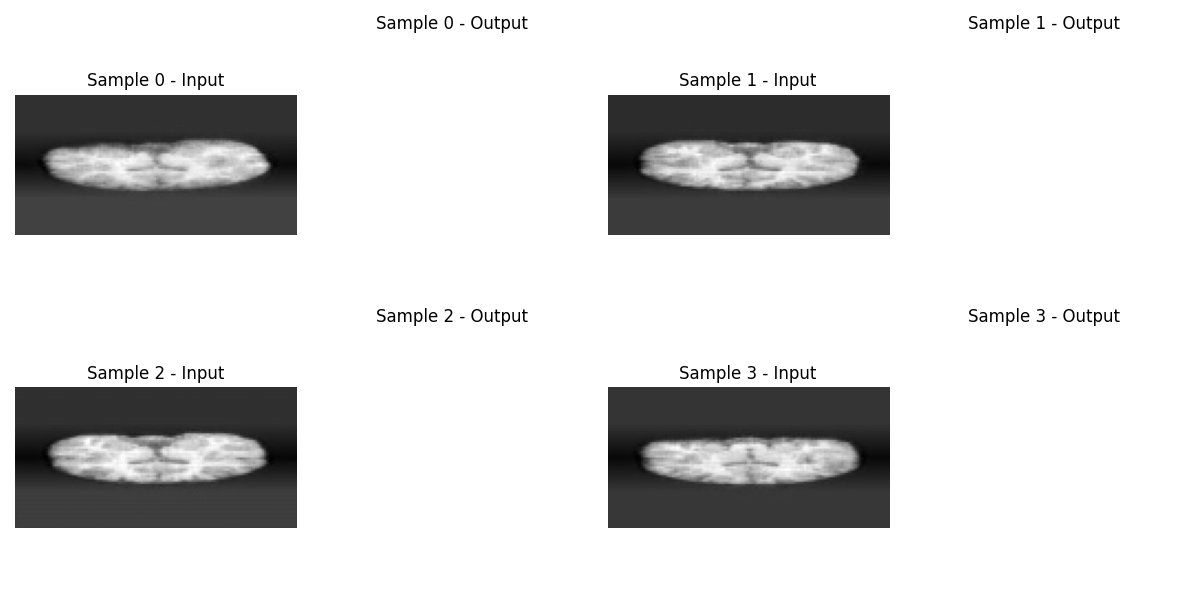 Sample 0 - Output
Sample 1 - Output
Sample 0 - Input
Sample 1 - Input
Sample 2 - Output
Sample 3 - Output
Sample 2 - Input
Sample 3 - Input